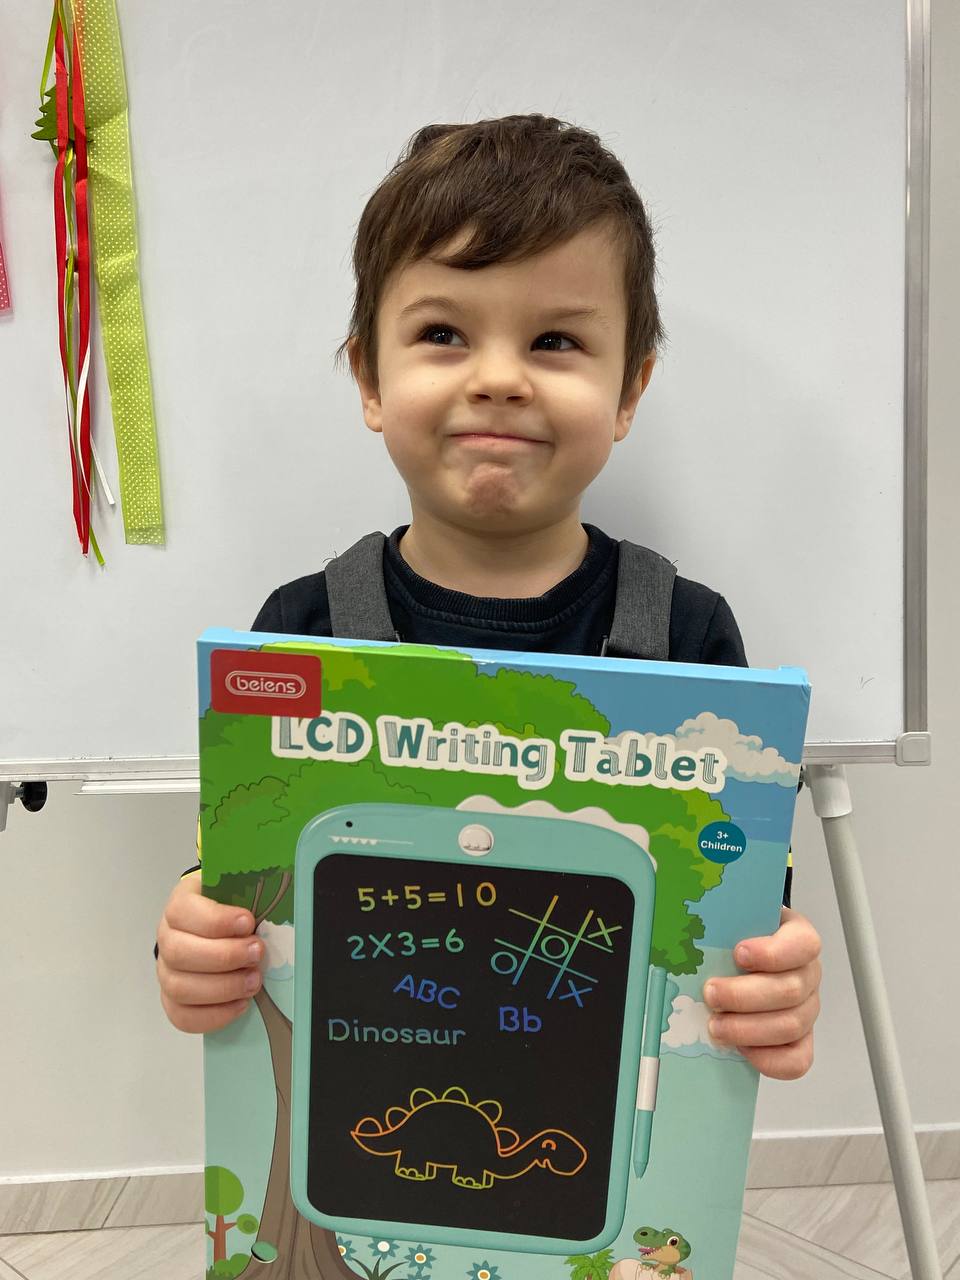 beiens
LCD Writing Tablet
3+
Children
5+5=10
2X3=6
X
O
O
X
ABC
Bb
Dinosaur